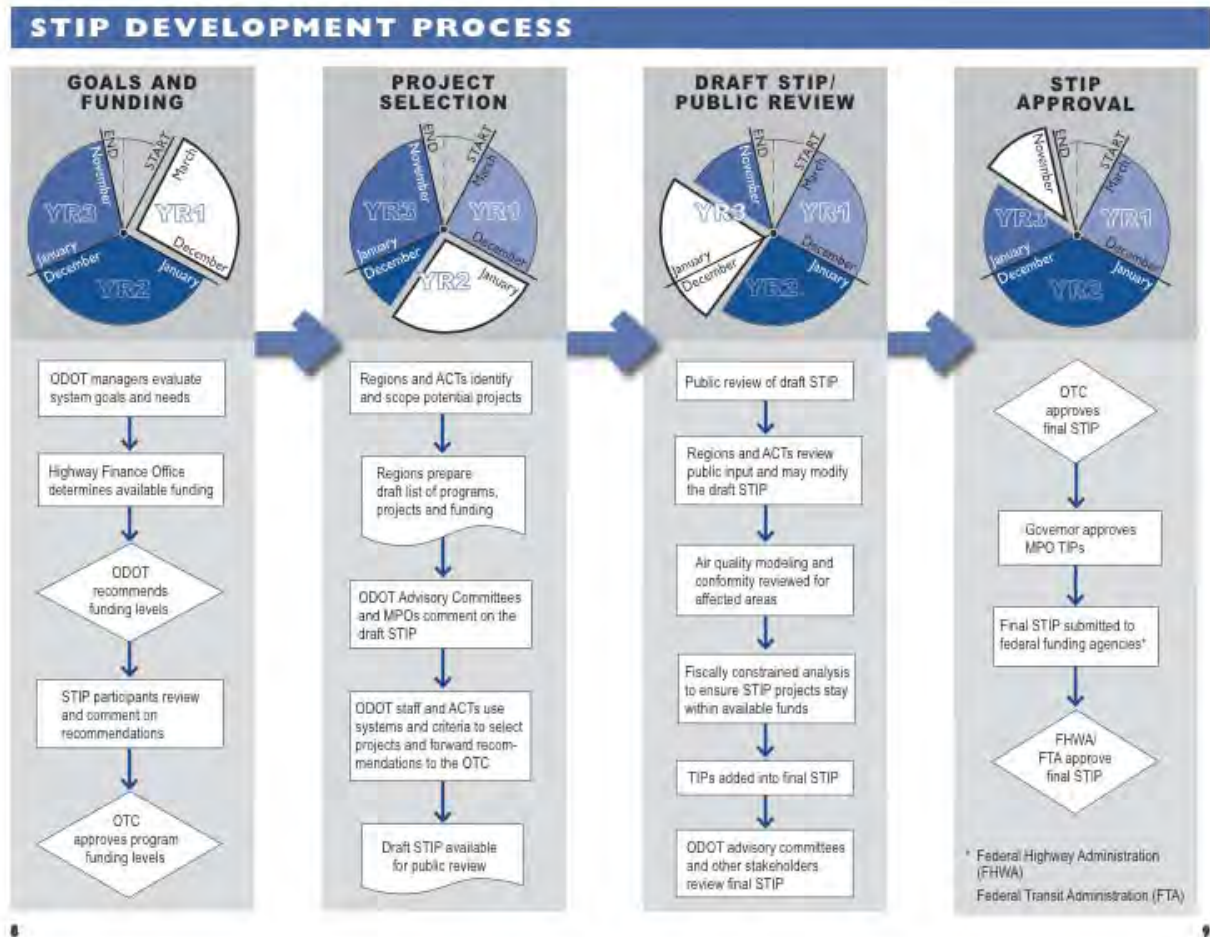 STIP DEVELOPMENT PROCESS
GOALS AND
FUNDING
END
START
November
March
YR3
YR1
January
December
December
January
YR2
ODOT managers evaluate
system goals and needs
Highway Finance Office
determines available funding
ODOT
recommends
funding levels
STIP participants review
and comment on
recommendations
OTC
approves program
funding levels
PROJECT
SELECTION
END
START
November
March
YR3
YR1
January
December
December
January
YR2
Regions and ACTs identify
and scope potential projects
Regions prepare
draft list of programs,
projects and funding
ODOT Advisory Committees
and MPOs comment on the
draft STIP
ODOT staff and ACTs use
systems and criteria to select
projects and forward recom-
mendations to the OTC
Draft STIP available
for public review
DRAFT STIP/
PUBLIC REVIEW
END
START
November
March
YR3
YR1
January
December
December
January
YR2
Public review of draft STIP
Regions and ACTs review
public input and may modify
the draft STIP
Air quality modeling and
conformity reviewed for
affected areas
Fiscally constrained analysis
to ensure STIP projects stay
within available funds
TIPs added into final STIP
ODOT advisory committees
and other stakeholders
review final STIP
STIP
APPROVAL
END
START
November
March
YR3
YR1
January
December
December
January
YR2
OTC
approves
final STIP
Governor approves
MPO TIPs
Final STIP submitted to
federal funding agencies*
FHWA/
FTA approve
final STIP
* Federal Highway Administration
(FHWA)
Federal Transit Administration (FTA)
8
9